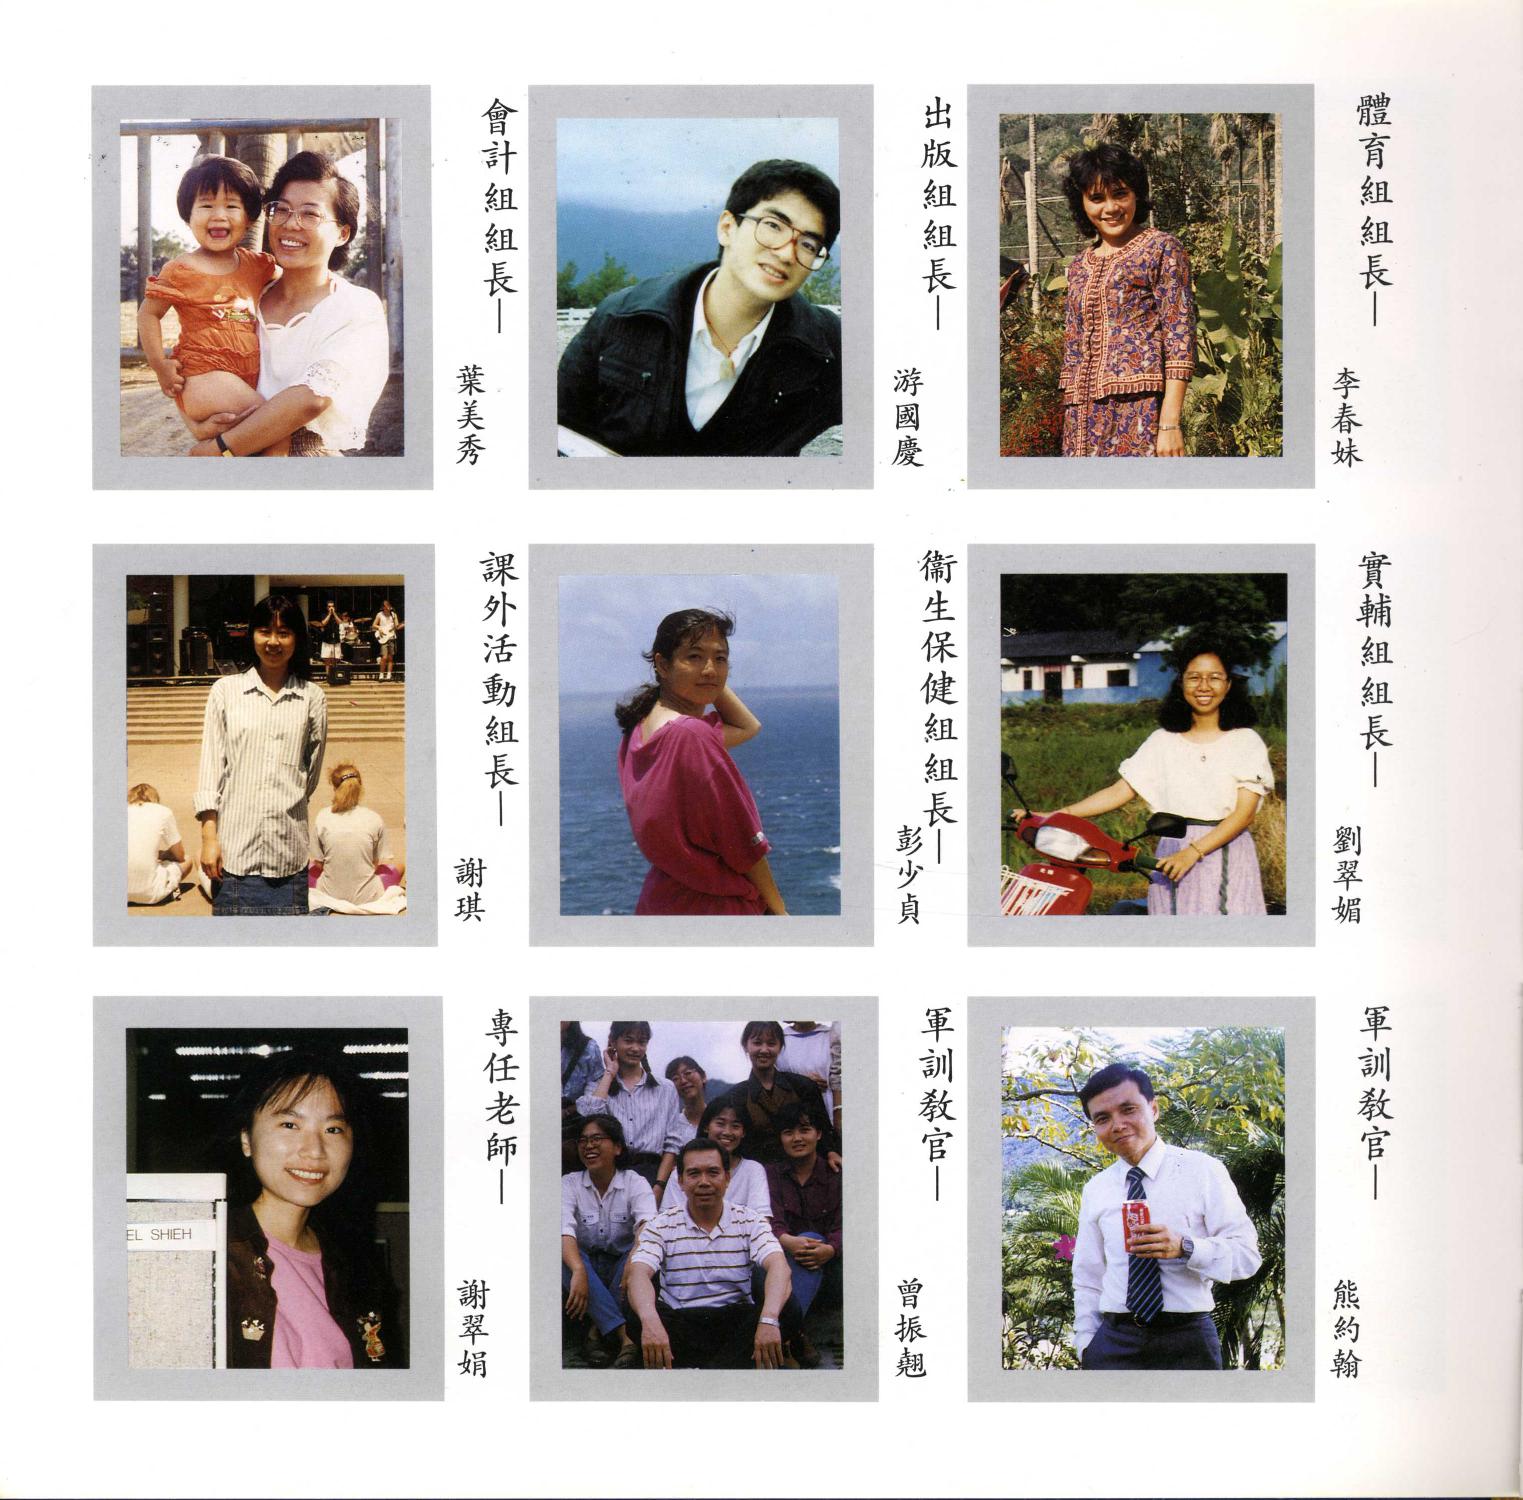 體育組組長—
李春妹
出版組組長—
游國慶
會計組組長—
葉美秀
實輔組組長—
劉翠媚
衞生保健組組長—
彭少貞
課外活動組長—
謝琪
軍訓教官—
熊約翰
軍訓教官—
曾振翹
專任老師—
謝翠娟
EL SHIEH